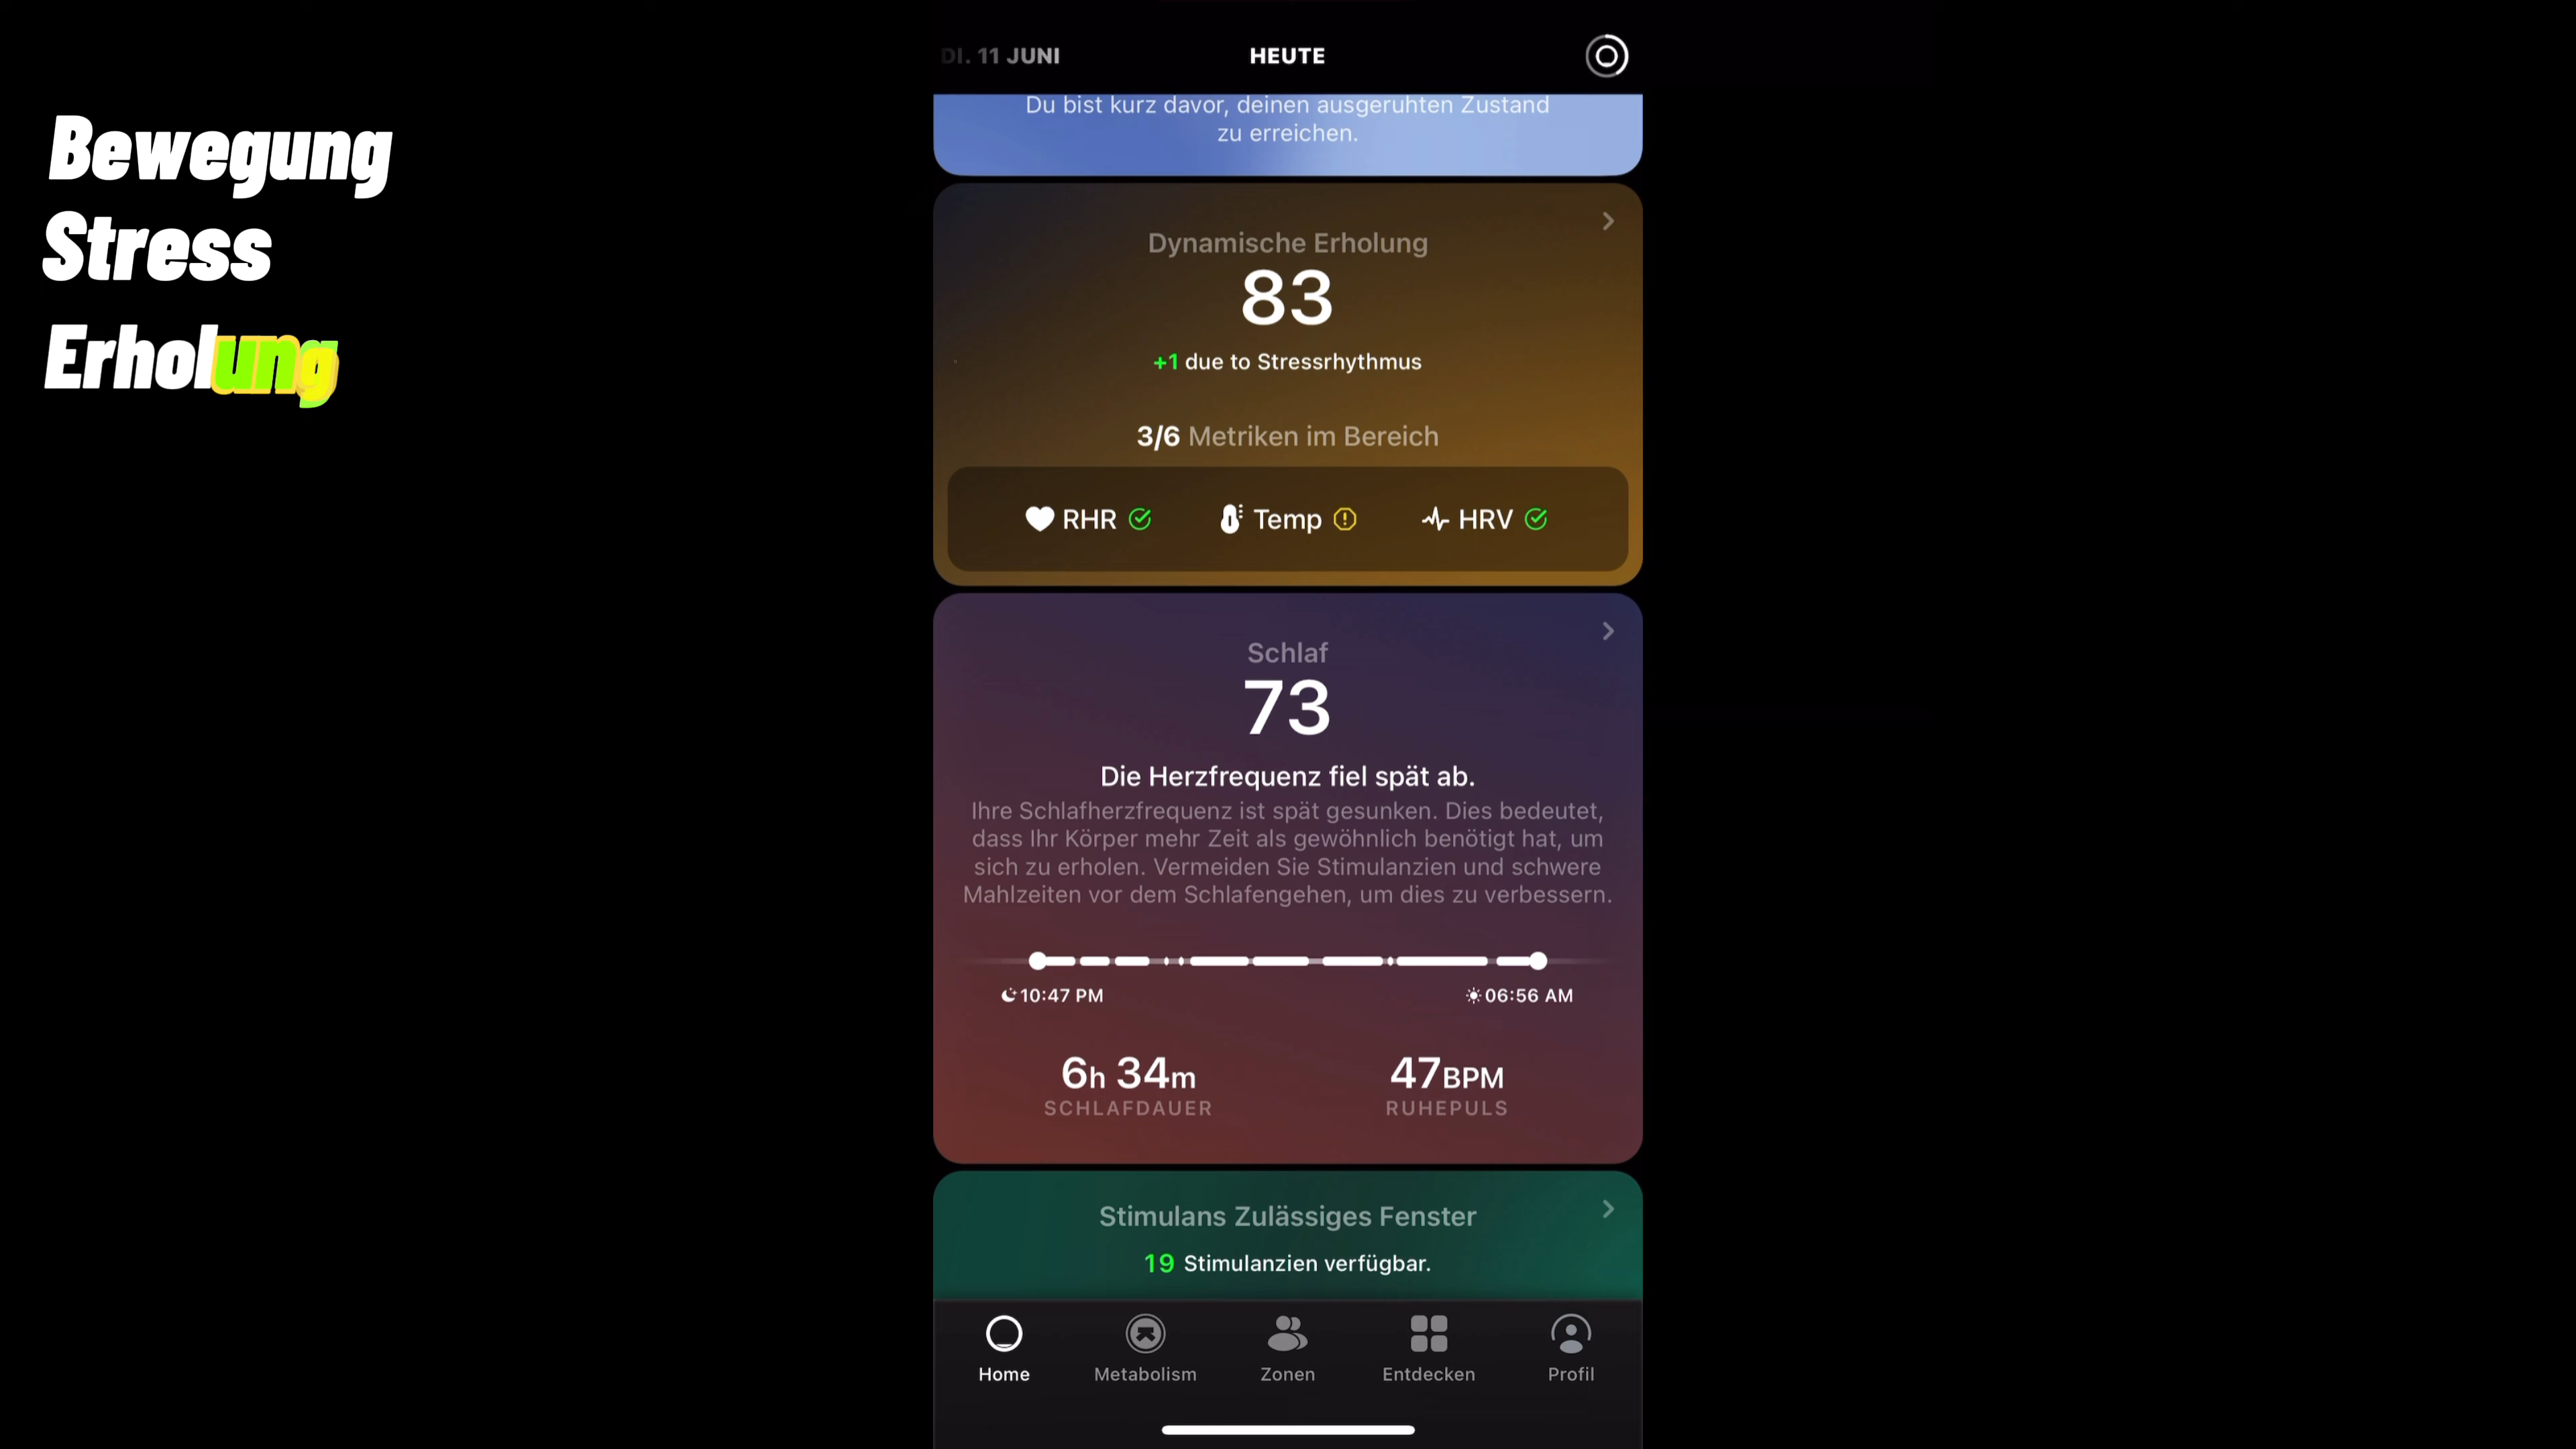 Bewegung
Stress
Erholung
DI. 11 JUNI
HEUTE
Du bist kurz davor, deinen ausgeruhten Zustand
zu erreichen.
Dynamische Erholung
83
+1 due to Stressrhythmus
3/6 Metriken im Bereich
RHR
Temp
HRV
Schlaf
73
Die Herzfrequenz fiel spät ab.
Ihre Schlafherzfrequenz ist spät gesunken. Dies bedeutet,
dass Ihr Körper mehr Zeit als gewöhnlich benötigt hat, um
sich zu erholen. Vermeiden Sie Stimulanzien und schwere
Mahlzeiten vor dem Schlafengehen, um dies zu verbessern.
10:47 PM
06:56 AM
6h 34m
47BPM
SCHLAFDAUER
RUHEPULS
Stimulans Zulässiges Fenster
19 Stimulanzien verfügbar.
Home
Metabolism
Zonen
Entdecken
Profil